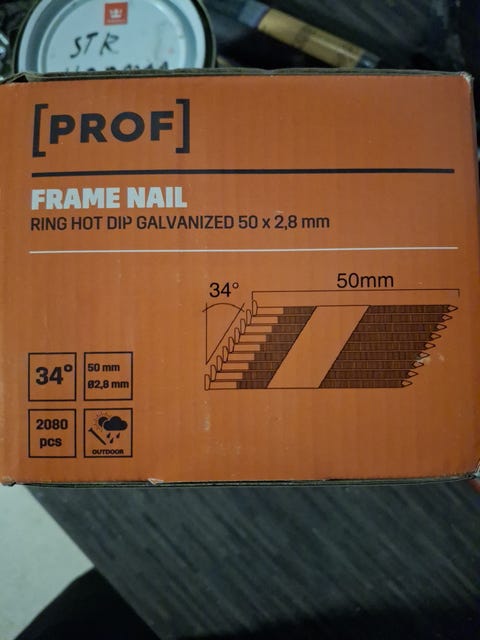 STR
[PROF]
FRAME NAIL
RING HOT DIP GALVANIZED 50 x 2,8 mm
34°
50mm
34°
50 mm
Ø2,8 mm
2080
pcs
OUTDOOR